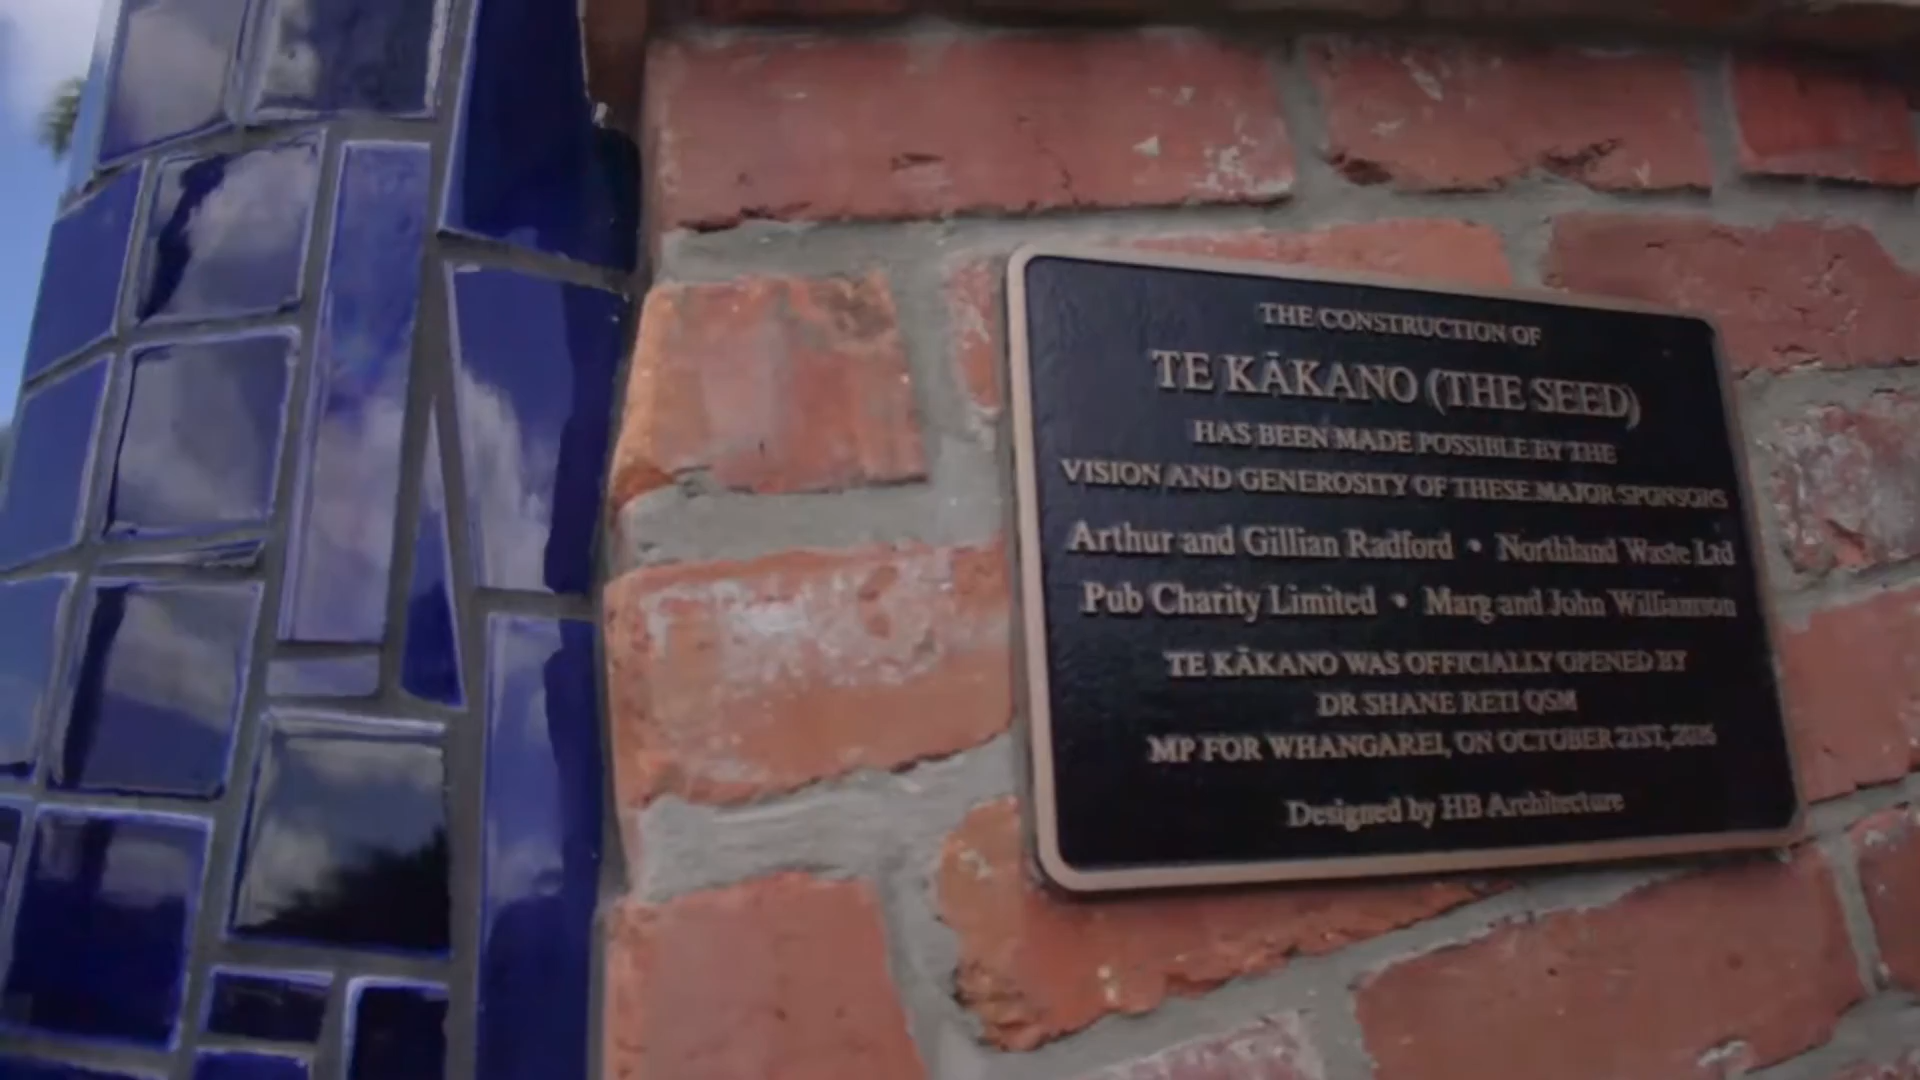 THE CONSTRUCTION OF
TE KĀKANO (THE SEED)
HAS BEEN MADE POSSIBLE BY THE
VISION AND GENEROSITY OF THESE MAJOR SPONSORS
Arthur and Gillian Radford • Northland Waste Ltd
Pub Charity Limited • Marg and John Williamson
TE KĀKANO WAS OFFICIALLY OPENED BY
DR SHANE RETI QSM
MP FOR WHANGAREI, ON OCTOBER 21ST,
Designed by HB Architecture